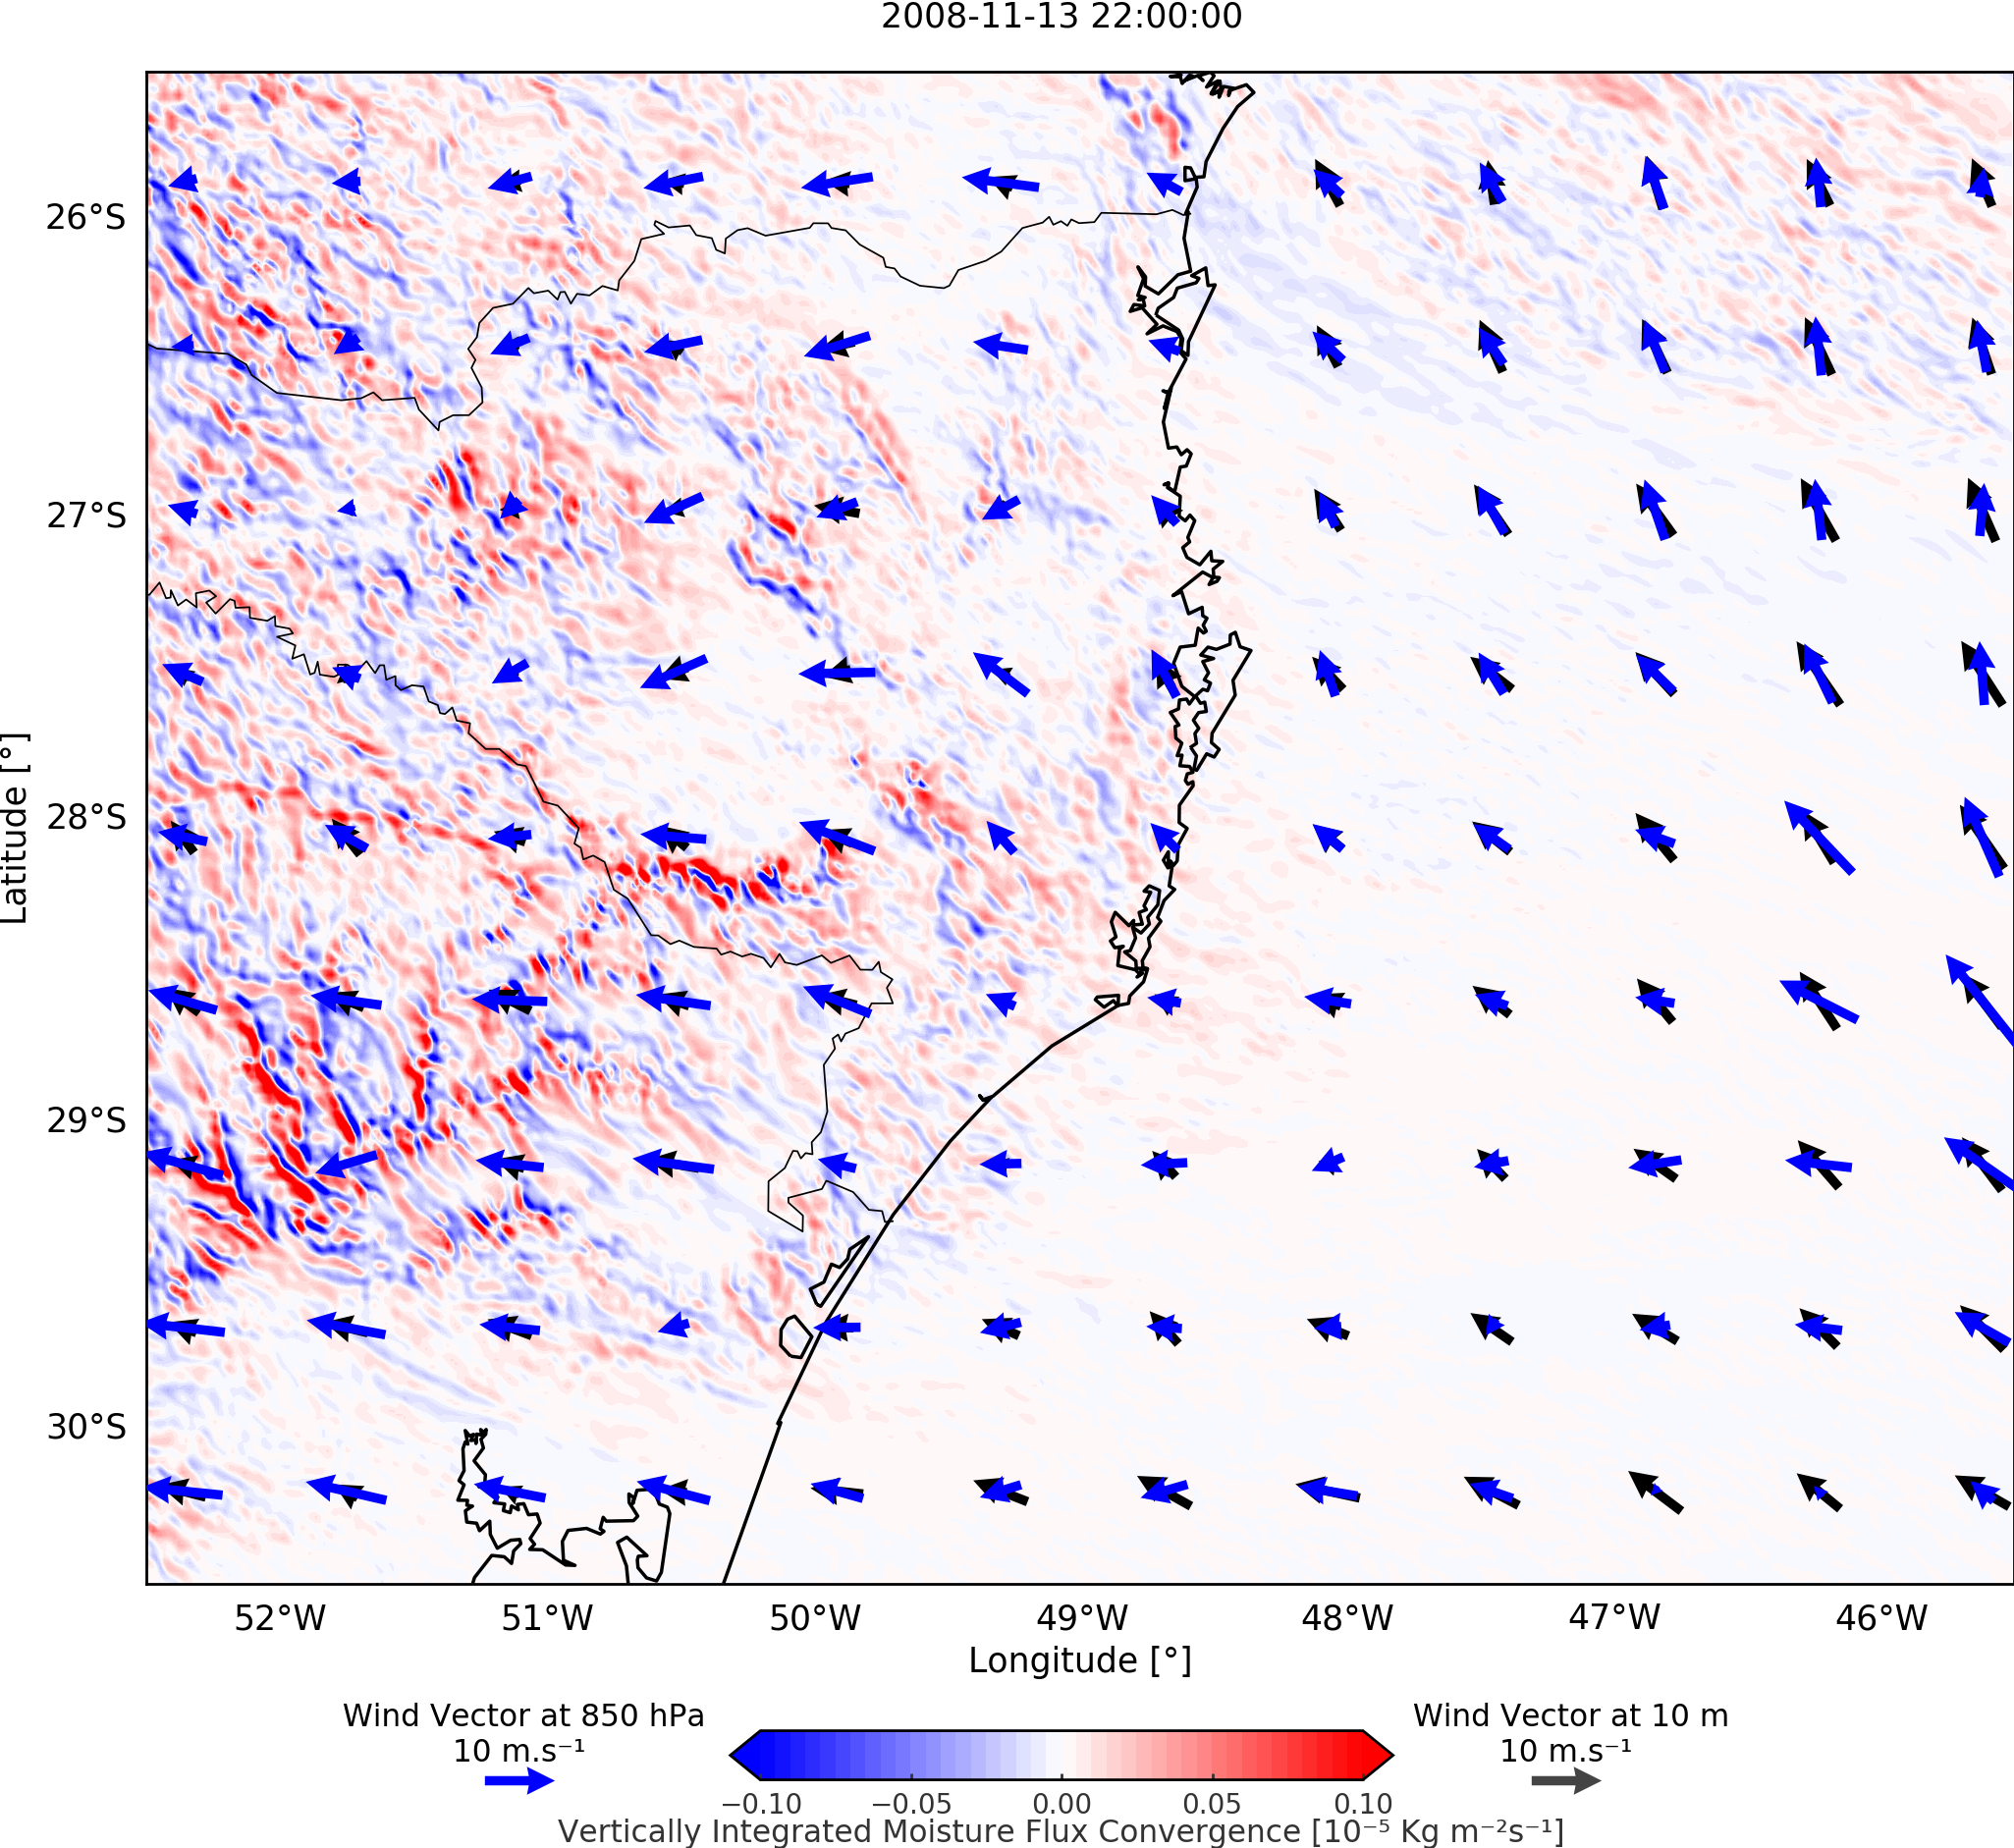 2008-11-13 22:00:00
26°S
27°S
28°S
29°S
30°S
Latitude [°]
52°W 51°W 50°W 49°W 48°W 47°W 46°W
Longitude [°]
Wind Vector at 850 hPa
10 m.s⁻¹
Wind Vector at 10 m
10 m.s⁻¹
−0.10 −0.05 0.00 0.05 0.10
Vertically Integrated Moisture Flux Convergence [10⁻⁵ Kg m⁻²s⁻¹]